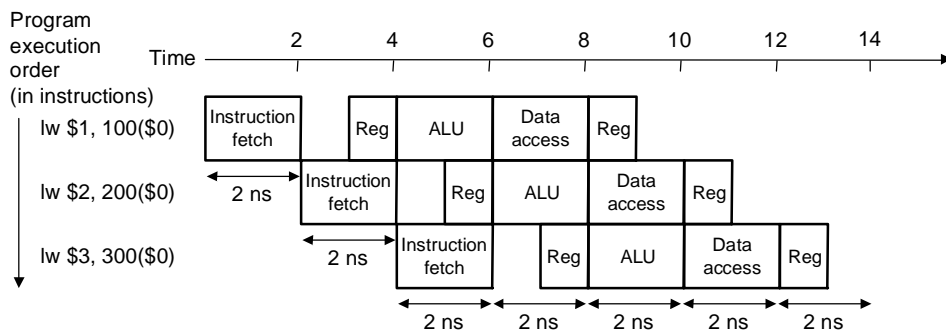 Program
execution
order
(in instructions)
Time
2 4 6 8 10 12 14
lw $1, 100($0)
Instruction
fetch
Reg
ALU
Data
access
Reg
2 ns
lw $2, 200($0)
Instruction
fetch
Reg
ALU
Data
access
Reg
2 ns
lw $3, 300($0)
Instruction
fetch
Reg
ALU
Data
access
Reg
2 ns 2 ns 2 ns 2 ns 2 ns